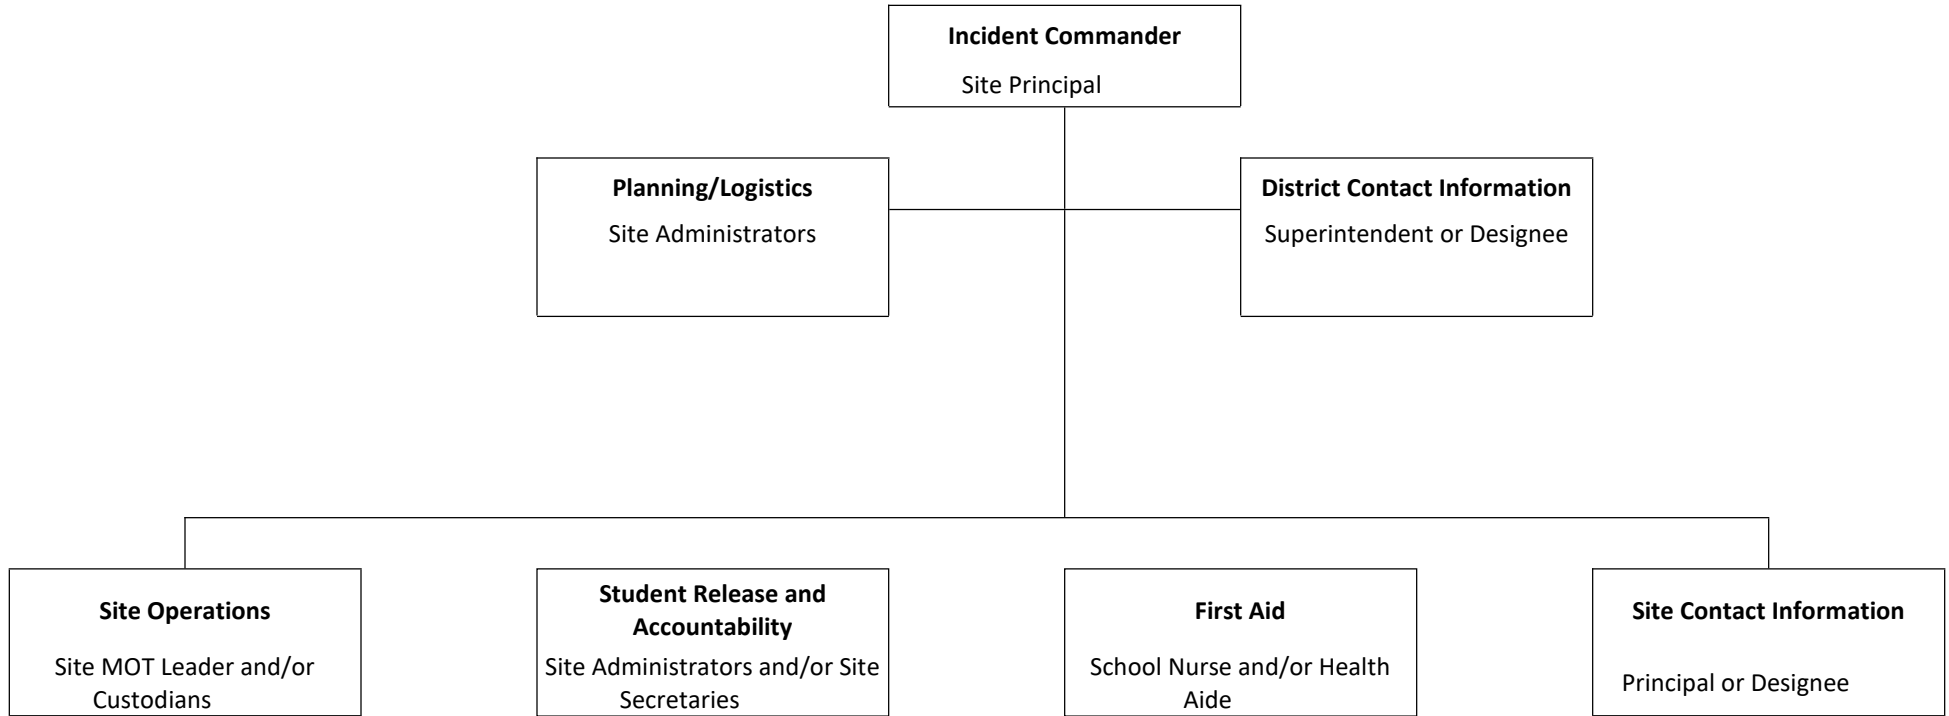 Incident Commander
Site Principal
Planning/Logistics
Site Administrators
District Contact Information
Superintendent or Designee
Site Operations
Site MOT Leader and/or
Custodians
Student Release and
Accountability
Site Administrators and/or Site
Secretaries
First Aid
School Nurse and/or Health
Aide
Site Contact Information
Principal or Designee